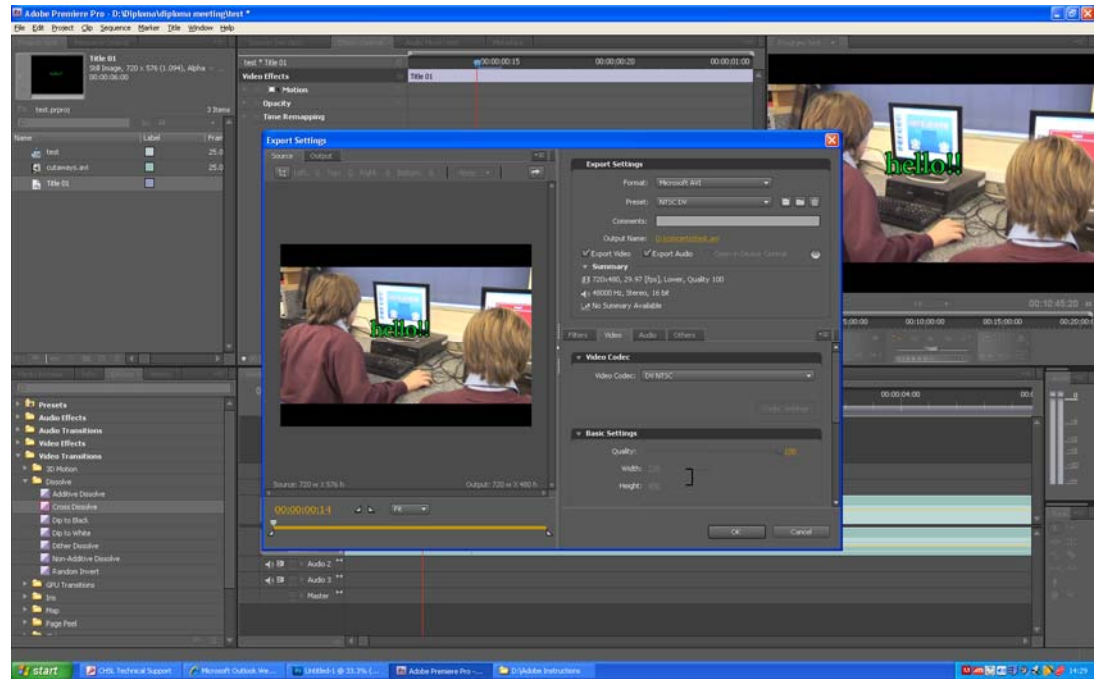 Adobe Premiere Pro - D:\Diploma\diploma meeting\test *
File Edit Project Clip Sequence Marker Title Window Help
Title 01
Still Image, 720 x 576 (1.094), Alpha
00:00:06:00
test.prproj
3 Items
Name Label Fram
test 25.0
cutaways.avi 25.0
Title 01
test * Title 01
00:00:00:15 00:00:00:20 00:00:01:00
Video Effects
Title 01
Motion
Opacity
Time Remapping
hello!!
00:10:45:20
5:00:00 00:10:00:00 00:15:00:00 00:20:00:0
Export Settings
Source Output
hello!!
Source: 720 w X 576 h
Output: 720 w X 480 h
00:00:00:14
Fit
Export Settings
Format: Microsoft AVI
Preset: NTSC DV
Comments:
Output Name:
Export Video Export Audio
Summary
720x480, 29.97 [fps], Lower, Quality 100
48000 Hz, Stereo, 16 bit
No Summary Available
Filters Video Audio Others
Video Codec
Video Codec: DV NTSC
Codec Settings
Basic Settings
Quality: 100
Width: 720
Height: 480
OK Cancel
Effects
Presets
Audio Effects
Audio Transitions
Video Effects
Video Transitions
3D Motion
Dissolve
Additive Dissolve
Cross Dissolve
Dip to Black
Dip to White
Dither Dissolve
Non-Additive Dissolve
Random Invert
GPU Transitions
Iris
Map
Page Peel
00:00:04:00
Audio 2
Audio 3
Master
start
CHSL Technical Support
Microsoft Outlook We...
Untitled-1 @ 33.3% (...
Adobe Premiere Pro -...
D:\Adobe Instructions
14:29